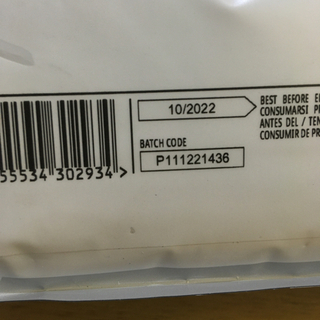 10/2022
BEST BEFORE
CONSUMARSI
ANTES DEL / TEN
CONSUMIR DE PR
BATCH CODE
P111221436
55534 302934 >